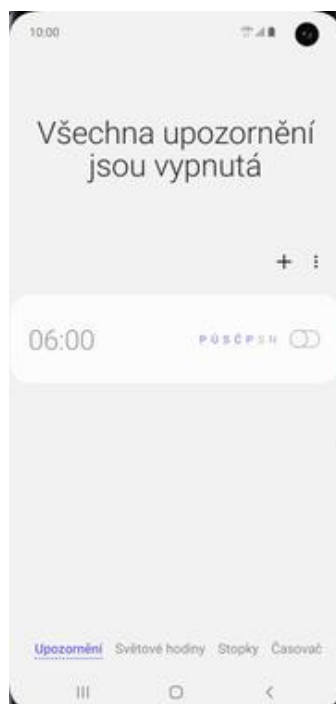 10:00
Všechna upozornění
jsou vypnutá
06:00 P Ú S Č P S N
Upozornění Světové hodiny Stopky Časovač